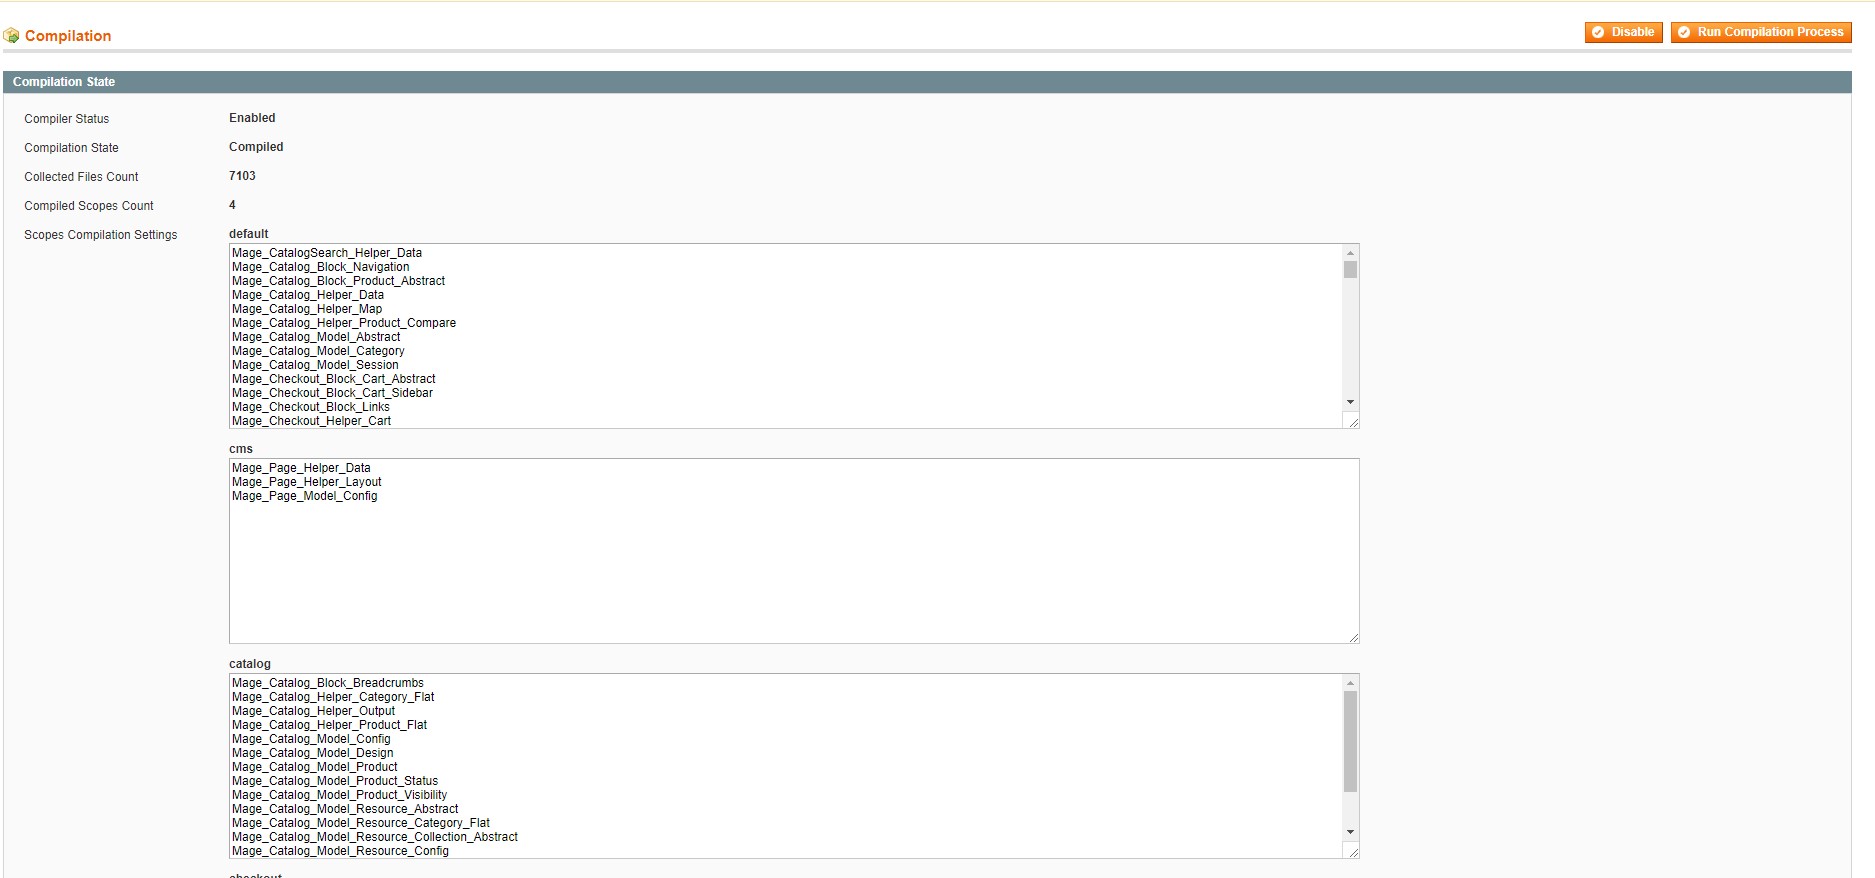 Compilation
Disable
Run Compilation Process
Compilation State
Compiler Status Enabled
Compilation State Compiled
Collected Files Count 7103
Compiled Scopes Count 4
Scopes Compilation Settings default
Mage_CatalogSearch_Helper_Data
Mage_Catalog_Block_Navigation
Mage_Catalog_Block_Product_Abstract
Mage_Catalog_Helper_Data
Mage_Catalog_Helper_Map
Mage_Catalog_Helper_Product_Compare
Mage_Catalog_Model_Abstract
Mage_Catalog_Model_Category
Mage_Catalog_Model_Session
Mage_Checkout_Block_Cart_Abstract
Mage_Checkout_Block_Cart_Sidebar
Mage_Checkout_Block_Links
Mage_Checkout_Helper_Cart
cms
Mage_Page_Helper_Data
Mage_Page_Helper_Layout
Mage_Page_Model_Config
catalog
Mage_Catalog_Block_Breadcrumbs
Mage_Catalog_Helper_Category_Flat
Mage_Catalog_Helper_Output
Mage_Catalog_Helper_Product_Flat
Mage_Catalog_Model_Config
Mage_Catalog_Model_Design
Mage_Catalog_Model_Product
Mage_Catalog_Model_Product_Status
Mage_Catalog_Model_Product_Visibility
Mage_Catalog_Model_Resource_Abstract
Mage_Catalog_Model_Resource_Category_Flat
Mage_Catalog_Model_Resource_Collection_Abstract
Mage_Catalog_Model_Resource_Config
checkout